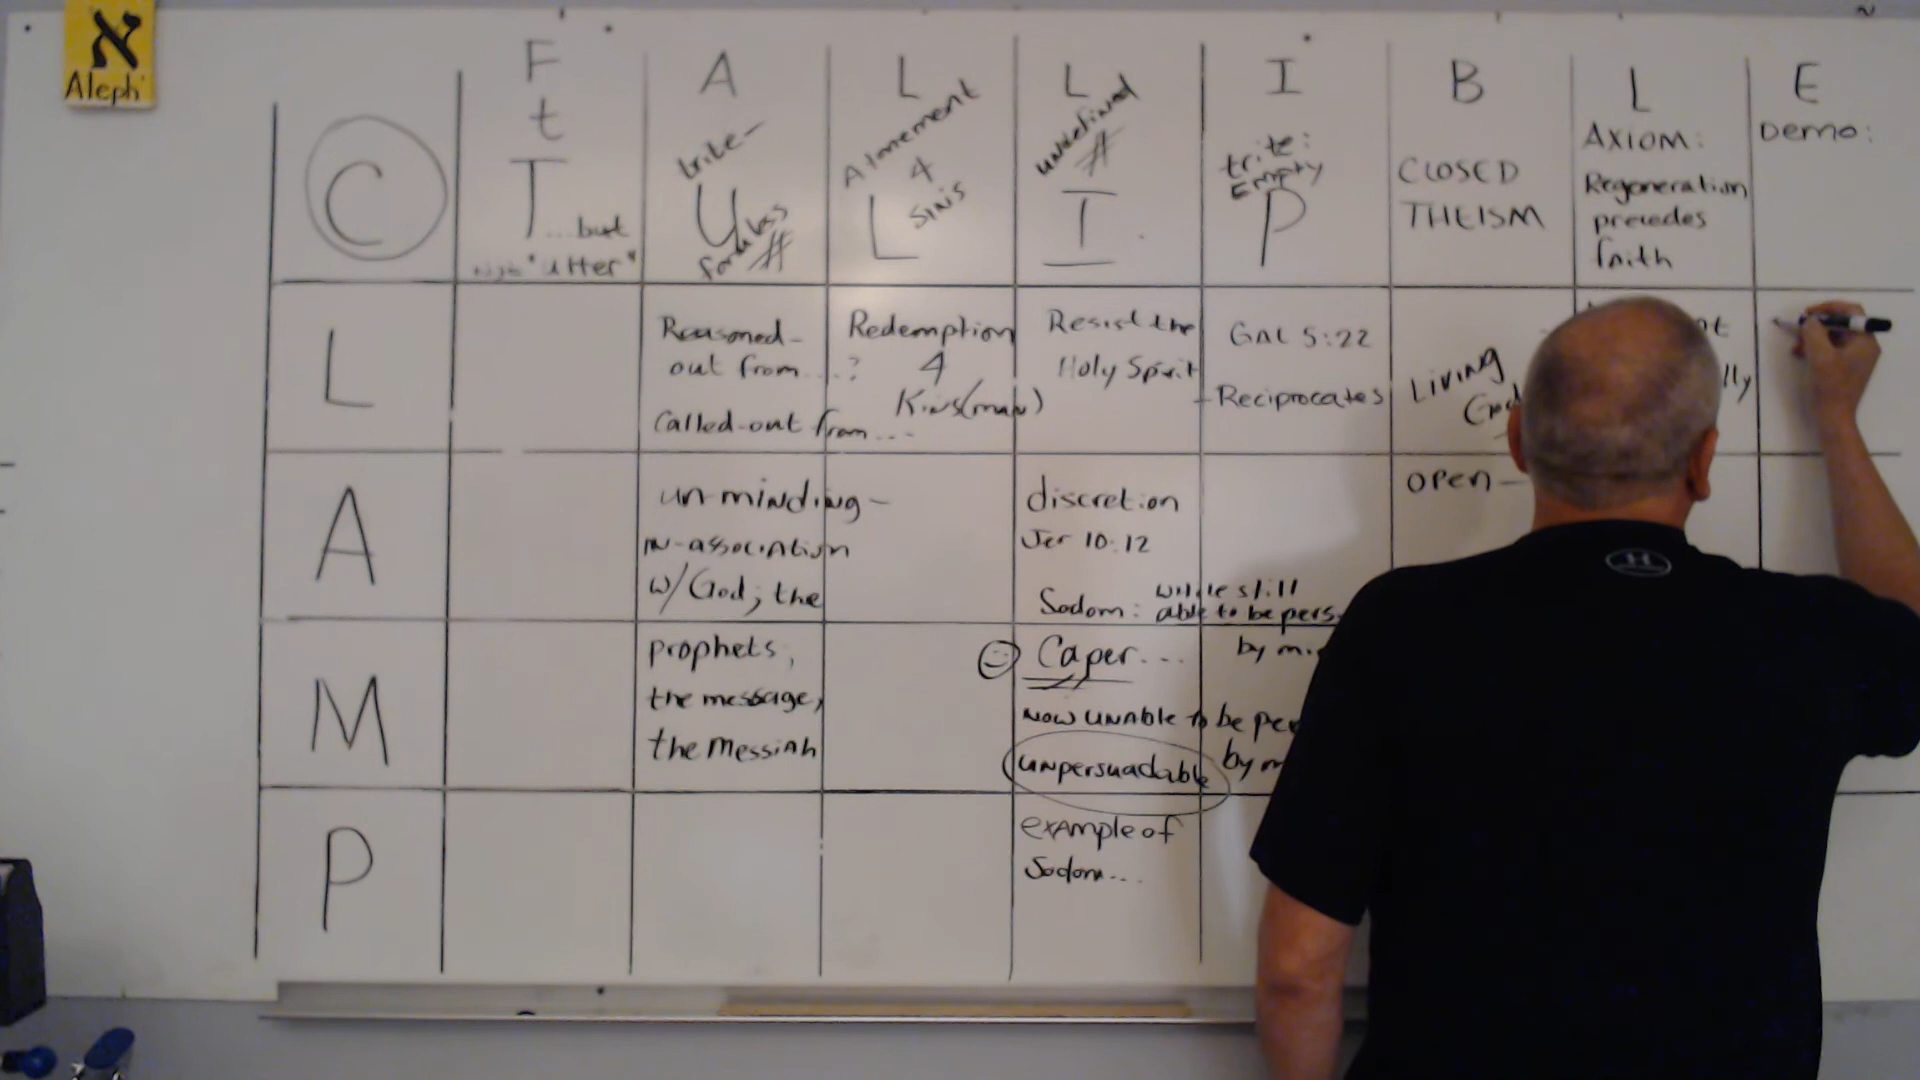 א
Aleph
F A L L I B L E
t
C
T ...but
"utter"
trite-
U
#
Atonement
4
sins
L
undefined
#
I
trite:
Empty
P
CLOSED
THEISM
AXIOM:
Regeneration
precedes
faith
Demo:
L
Reasoned-
out from ....?
Called-out from ...
Redemption
4
Kins(man)
Resist the
Holy Spirit
Gal 5:22
Reciprocates
Living
A
un-minding-
in-association
w/God; the
discretion
Jer 10:12
Sodom: while still
able to be pers
open-
M
prophets,
the message,
the Messiah
Caper...
by
now unable to be per
unpersuadable
by
P
example of
Sodom...